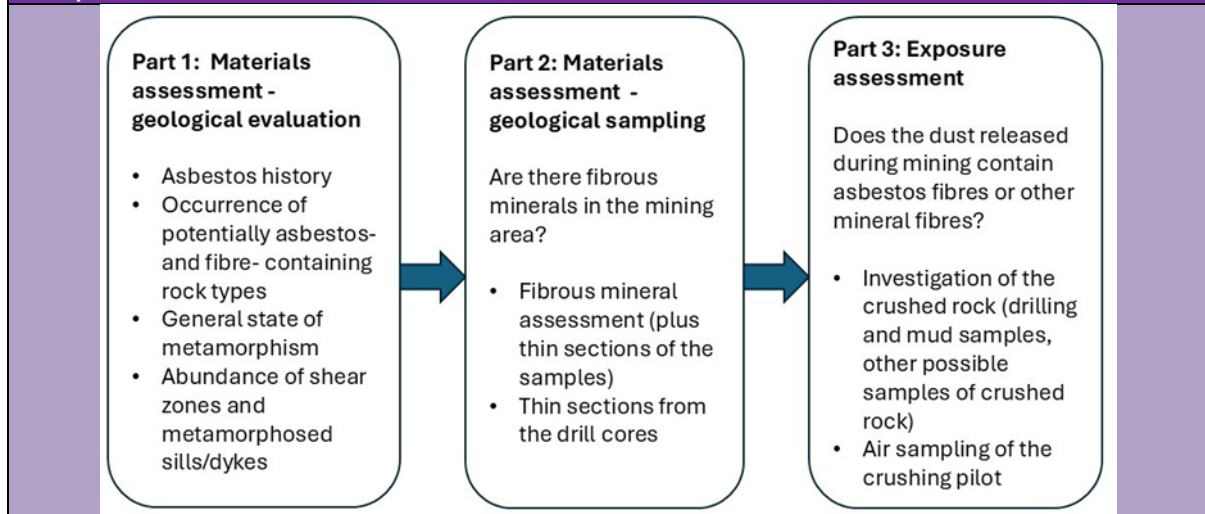 Part 1: Materials
assessment -
geological evaluation
• Asbestos history
• Occurrence of
potentially asbestos-
and fibre- containing
rock types
• General state of
metamorphism
• Abundance of shear
zones and
metamorphosed
sills/dykes
Part 2: Materials
assessment -
geological sampling
Are there fibrous
minerals in the mining
area?
• Fibrous mineral
assessment (plus
thin sections of the
samples)
• Thin sections from
the drill cores
Part 3: Exposure
assessment
Does the dust released
during mining contain
asbestos fibres or other
mineral fibres?
• Investigation of the
crushed rock (drilling
and mud samples,
other possible
samples of crushed
rock)
• Air sampling of the
crushing pilot